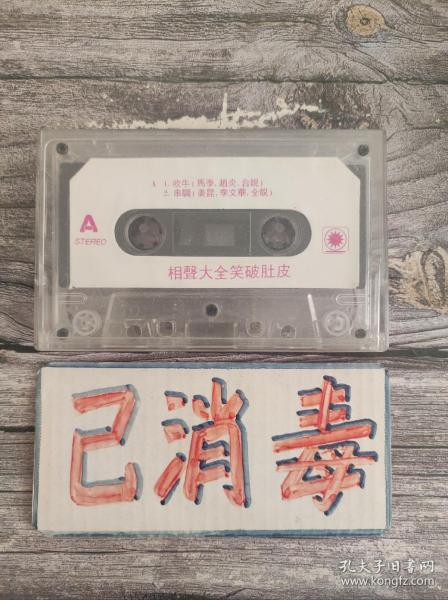 A 1. 吹牛(馬季.趙炎.合說)
2. 串調(姜昆.李文華.全說)
A
STEREO
相聲大全笑破肚皮
已消毒
孔夫子旧书网
www.kongfz.com